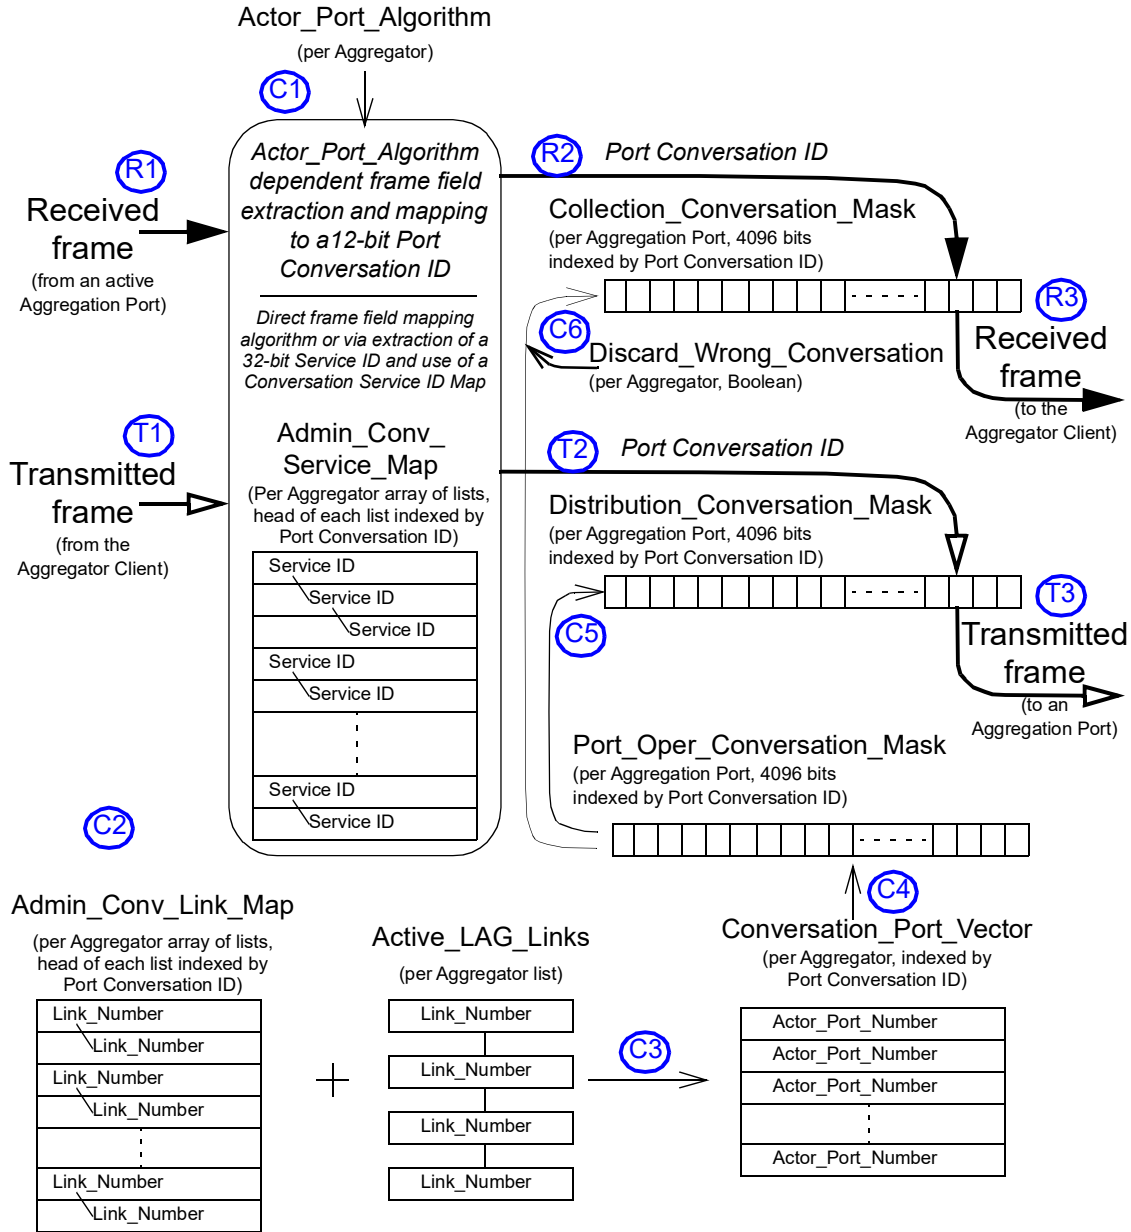 Actor_Port_Algorithm
(per Aggregator)
C1
Actor_Port_Algorithm
dependent frame field
extraction and mapping
to a12-bit Port
Conversation ID
Direct frame field mapping
algorithm or via extraction of a
32-bit Service ID and use of a
Conversation Service ID Map
R1
Received
frame
(from an active
Aggregation Port)
R2
Port Conversation ID
Collection_Conversation_Mask
(per Aggregation Port, 4096 bits
indexed by Port Conversation ID)
R3
Received
frame
(to the
Aggregator Client)
C6
Discard_Wrong_Conversation
(per Aggregator, Boolean)
T1
Transmitted
frame
(from the
Aggregator Client)
Admin_Conv_
Service_Map
(Per Aggregator array of lists,
head of each list indexed by
Port Conversation ID)
Service ID
Service ID
Service ID
Service ID
Service ID
Service ID
Service ID
T2
Port Conversation ID
Distribution_Conversation_Mask
(per Aggregation Port, 4096 bits
indexed by Port Conversation ID)
T3
Transmitted
frame
(to an
Aggregation Port)
C5
Port_Oper_Conversation_Mask
(per Aggregation Port, 4096 bits
indexed by Port Conversation ID)
C2
C4
Admin_Conv_Link_Map
(per Aggregator array of lists,
head of each list indexed by
Port Conversation ID)
Link_Number
Link_Number
Link_Number
Link_Number
Link_Number
Link_Number
+
Active_LAG_Links
(per Aggregator list)
Link_Number
Link_Number
Link_Number
Link_Number
C3
Conversation_Port_Vector
(per Aggregator, indexed by
Port Conversation ID)
Actor_Port_Number
Actor_Port_Number
Actor_Port_Number
Actor_Port_Number